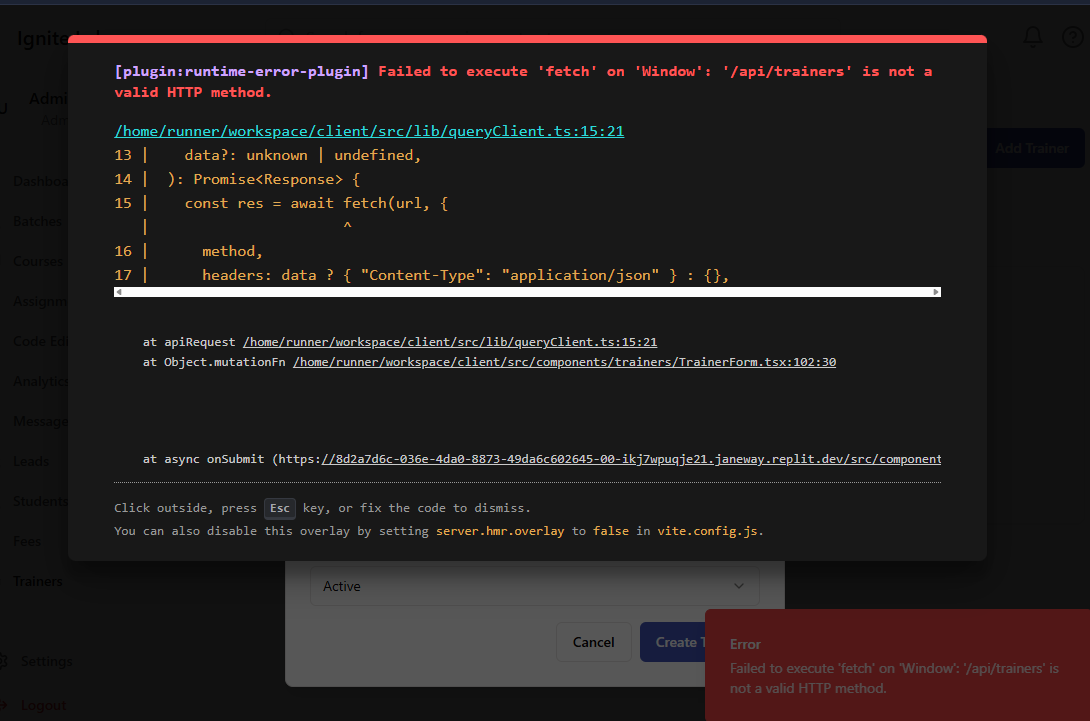 Ignite
[plugin:runtime-error-plugin] Failed to execute 'fetch' on 'Window': '/api/trainers' is not a
valid HTTP method.
/home/runner/workspace/client/src/lib/queryClient.ts:15:21
13 |    data?: unknown | undefined,
14 |  ): Promise<Response> {
15 |    const res = await fetch(url, {
   |                      ^
16 |      method,
17 |      headers: data ? { "Content-Type": "application/json" } : {},
at apiRequest /home/runner/workspace/client/src/lib/queryClient.ts:15:21
at Object.mutationFn /home/runner/workspace/client/src/components/trainers/TrainerForm.tsx:102:30
at async onSubmit (https://8d2a7d6c-036e-4da0-8873-49da6c602645-00-ikj7wpuqje21.janeway.replit.dev/src/component
Click outside, press Esc key, or fix the code to dismiss.
You can also disable this overlay by setting server.hmr.overlay to false in vite.config.js.
Admi
Adm
Add Trainer
Dashboa
Batches
Courses
Assignm
Code Edi
Analytics
Message
Leads
Students
Fees
Trainers
Settings
Logout
Active
Cancel
Create T
Error
Failed to execute 'fetch' on 'Window': '/api/trainers' is
not a valid HTTP method.